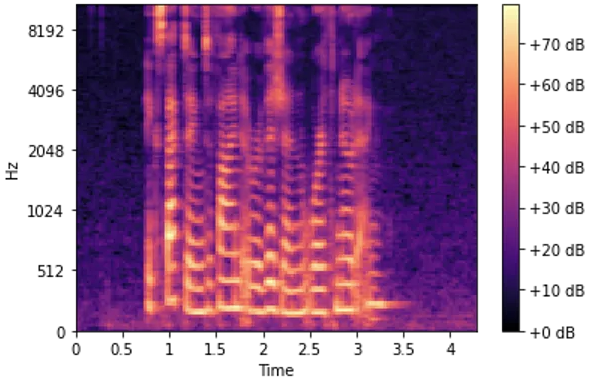 8192
4096
2048
1024
512
0
Hz
0
0.5
1
1.5
2
2.5
3
3.5
4
Time
+70 dB
+60 dB
+50 dB
+40 dB
+30 dB
+20 dB
+10 dB
+0 dB